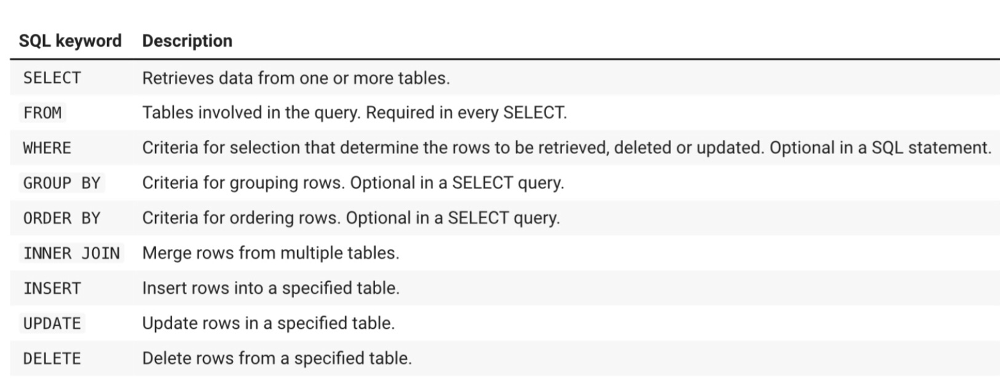 SQL keyword Description
SELECT Retrieves data from one or more tables.
FROM Tables involved in the query. Required in every SELECT.
WHERE Criteria for selection that determine the rows to be retrieved, deleted or updated. Optional in a SQL statement.
GROUP BY Criteria for grouping rows. Optional in a SELECT query.
ORDER BY Criteria for ordering rows. Optional in a SELECT query.
INNER JOIN Merge rows from multiple tables.
INSERT Insert rows into a specified table.
UPDATE Update rows in a specified table.
DELETE Delete rows from a specified table.